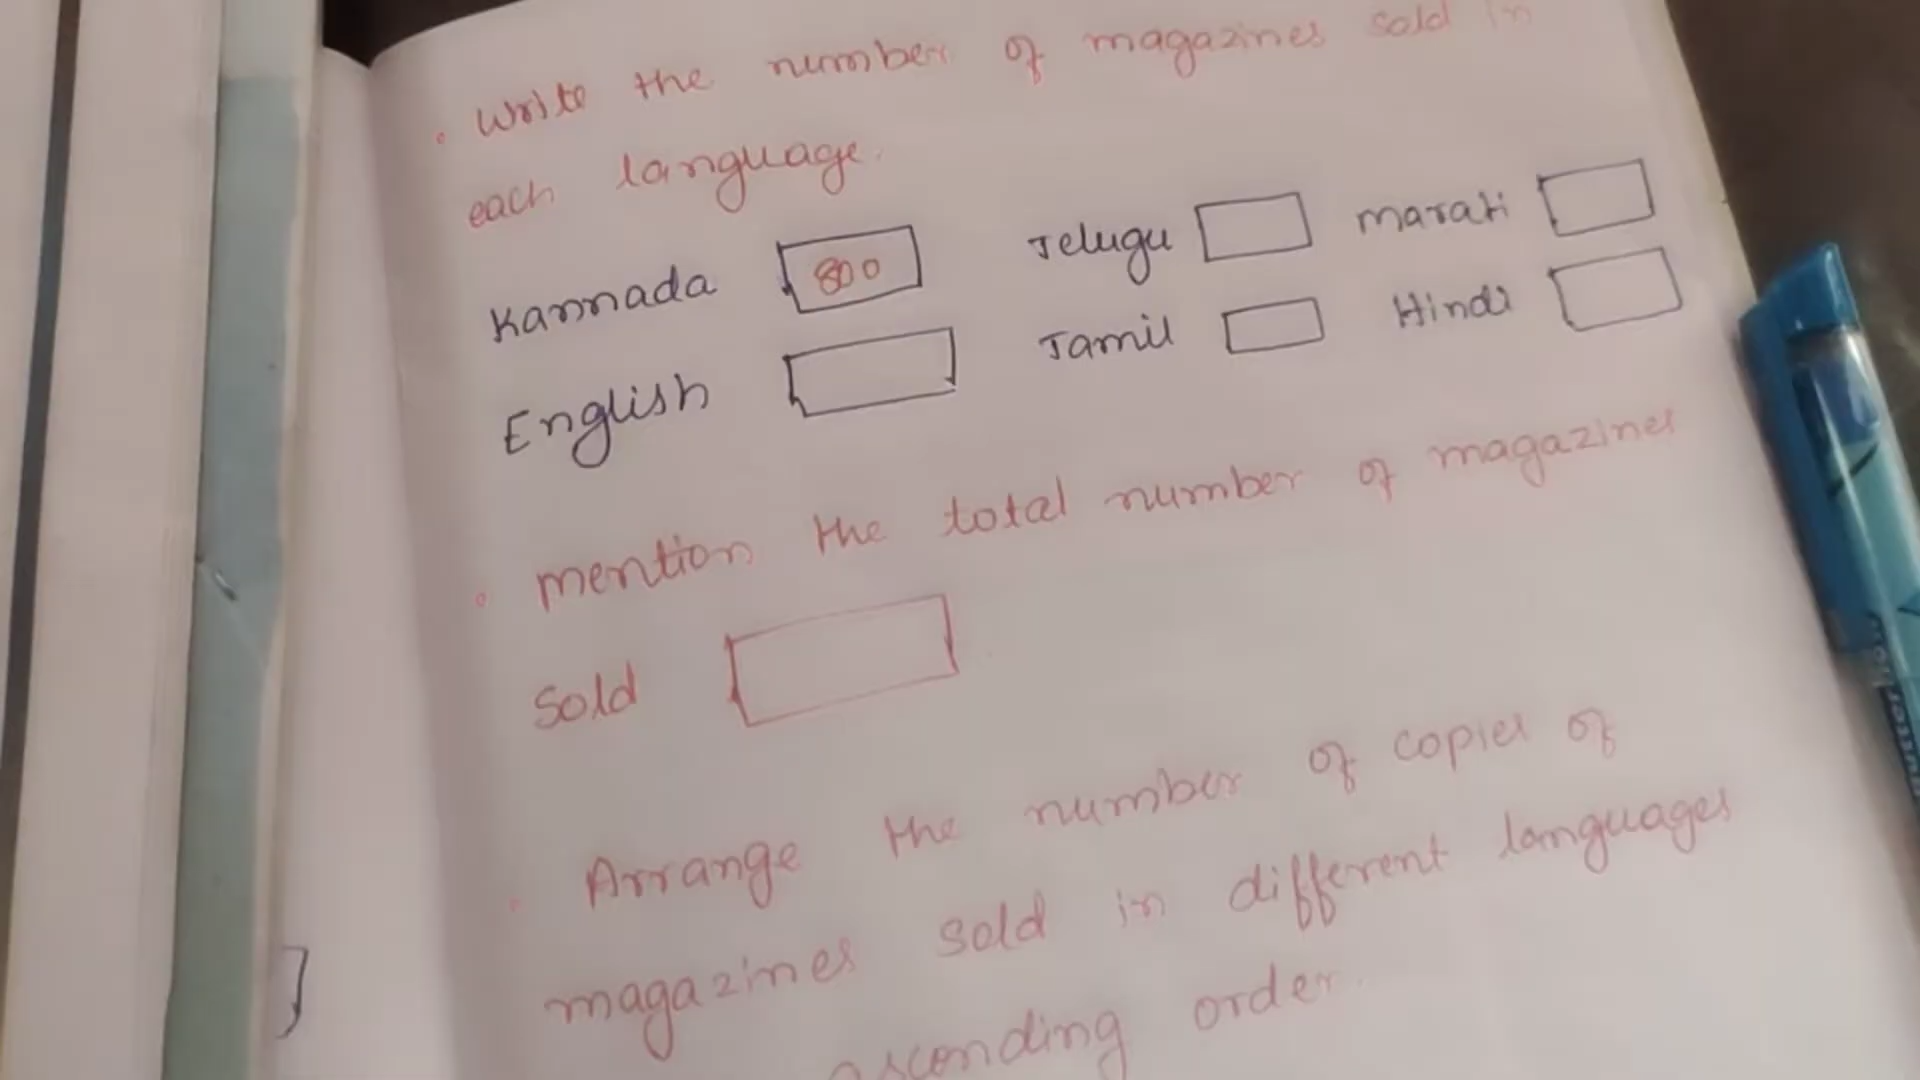 • Write the number of magazines sold in
each language.
Kannada 800 Telugu Marati
English Tamil Hindi
• mention the total number of magazines
Sold
• Arrange the number of copies of
magazines sold in different languages
ascending order.